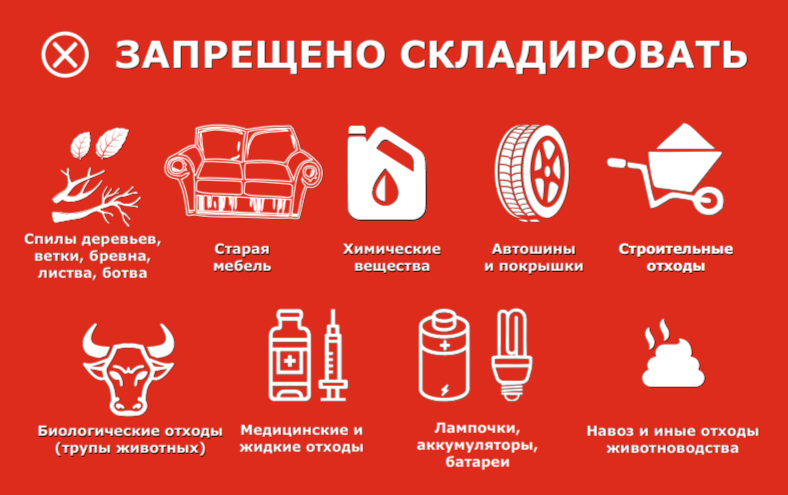 ЗАПРЕЩЕНО СКЛАДИРОВАТЬ
Спилы деревьев,
ветки, бревна,
листва, ботва
Старая
мебель
Химические
вещества
Автошины
и покрышки
Строительные
отходы
Биологические отходы
(трупы животных)
Медицинские и
жидкие отходы
Лампочки,
аккумуляторы,
батареи
Навоз и иные отходы
животноводства